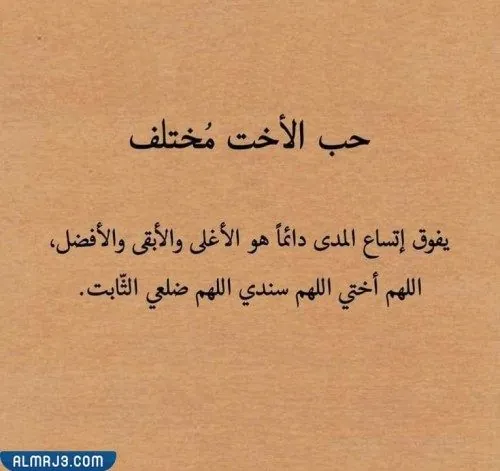 حب الأخت مُختلف
يفوق إتساع المدى دائماً هو الأغلى والأبقى والأفضل،
اللهم أختي اللهم سندي اللهم ضلعي الثّابت.
ALMRJ3.COM